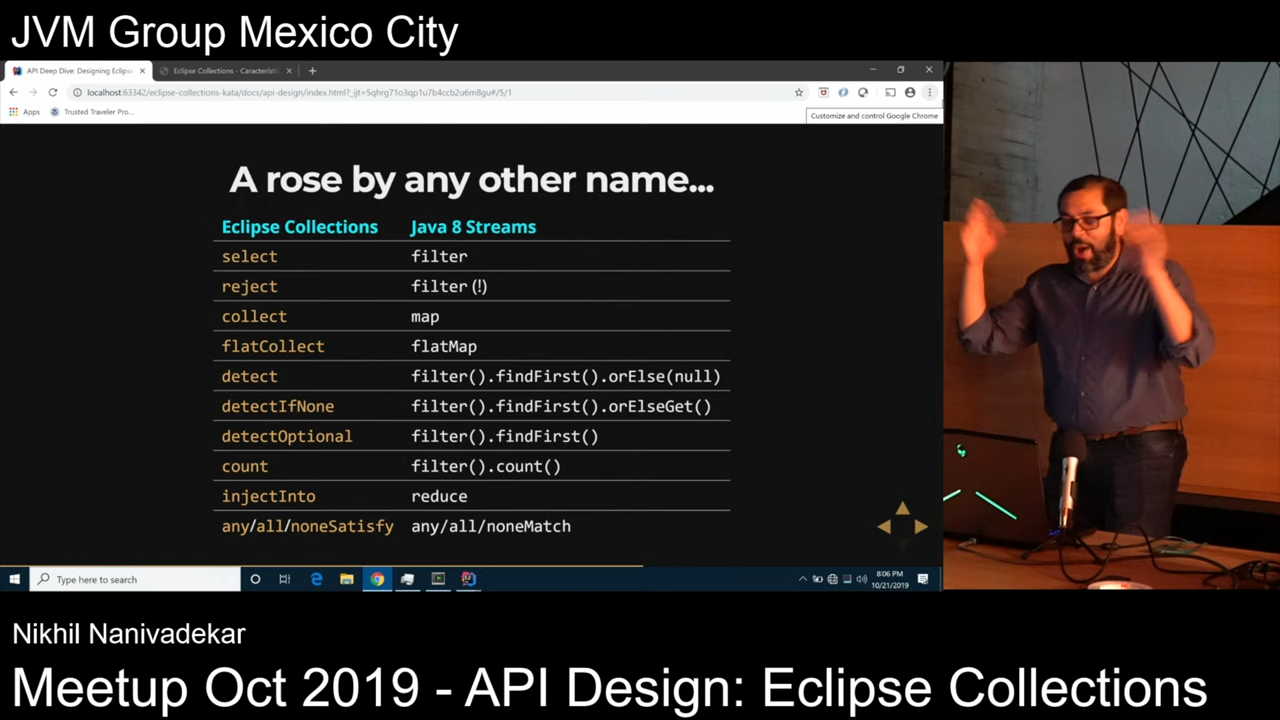 JVM Group Mexico City
API Deep Dive: Designing Eclips
Eclipse Collections - Caracterist
localhost:63342/eclipse-collections-kata/docs/api-design/index.html?_ijt=5qhrg71o3qp1u7b4ccb2u6m8gu#/5/1
Apps Trusted Traveler Pro...
Customize and control Google Chrome
A rose by any other name...
Eclipse Collections Java 8 Streams
select filter
reject filter (!)
collect map
flatCollect flatMap
detect filter().findFirst().orElse(null)
detectIfNone filter().findFirst().orElseGet()
detectOptional filter().findFirst()
count filter().count()
injectInto reduce
any/all/noneSatisfy any/all/noneMatch
Type here to search
8:06 PM
10/21/2019
Nikhil Nanivadekar
Meetup Oct 2019 - API Design: Eclipse Collections